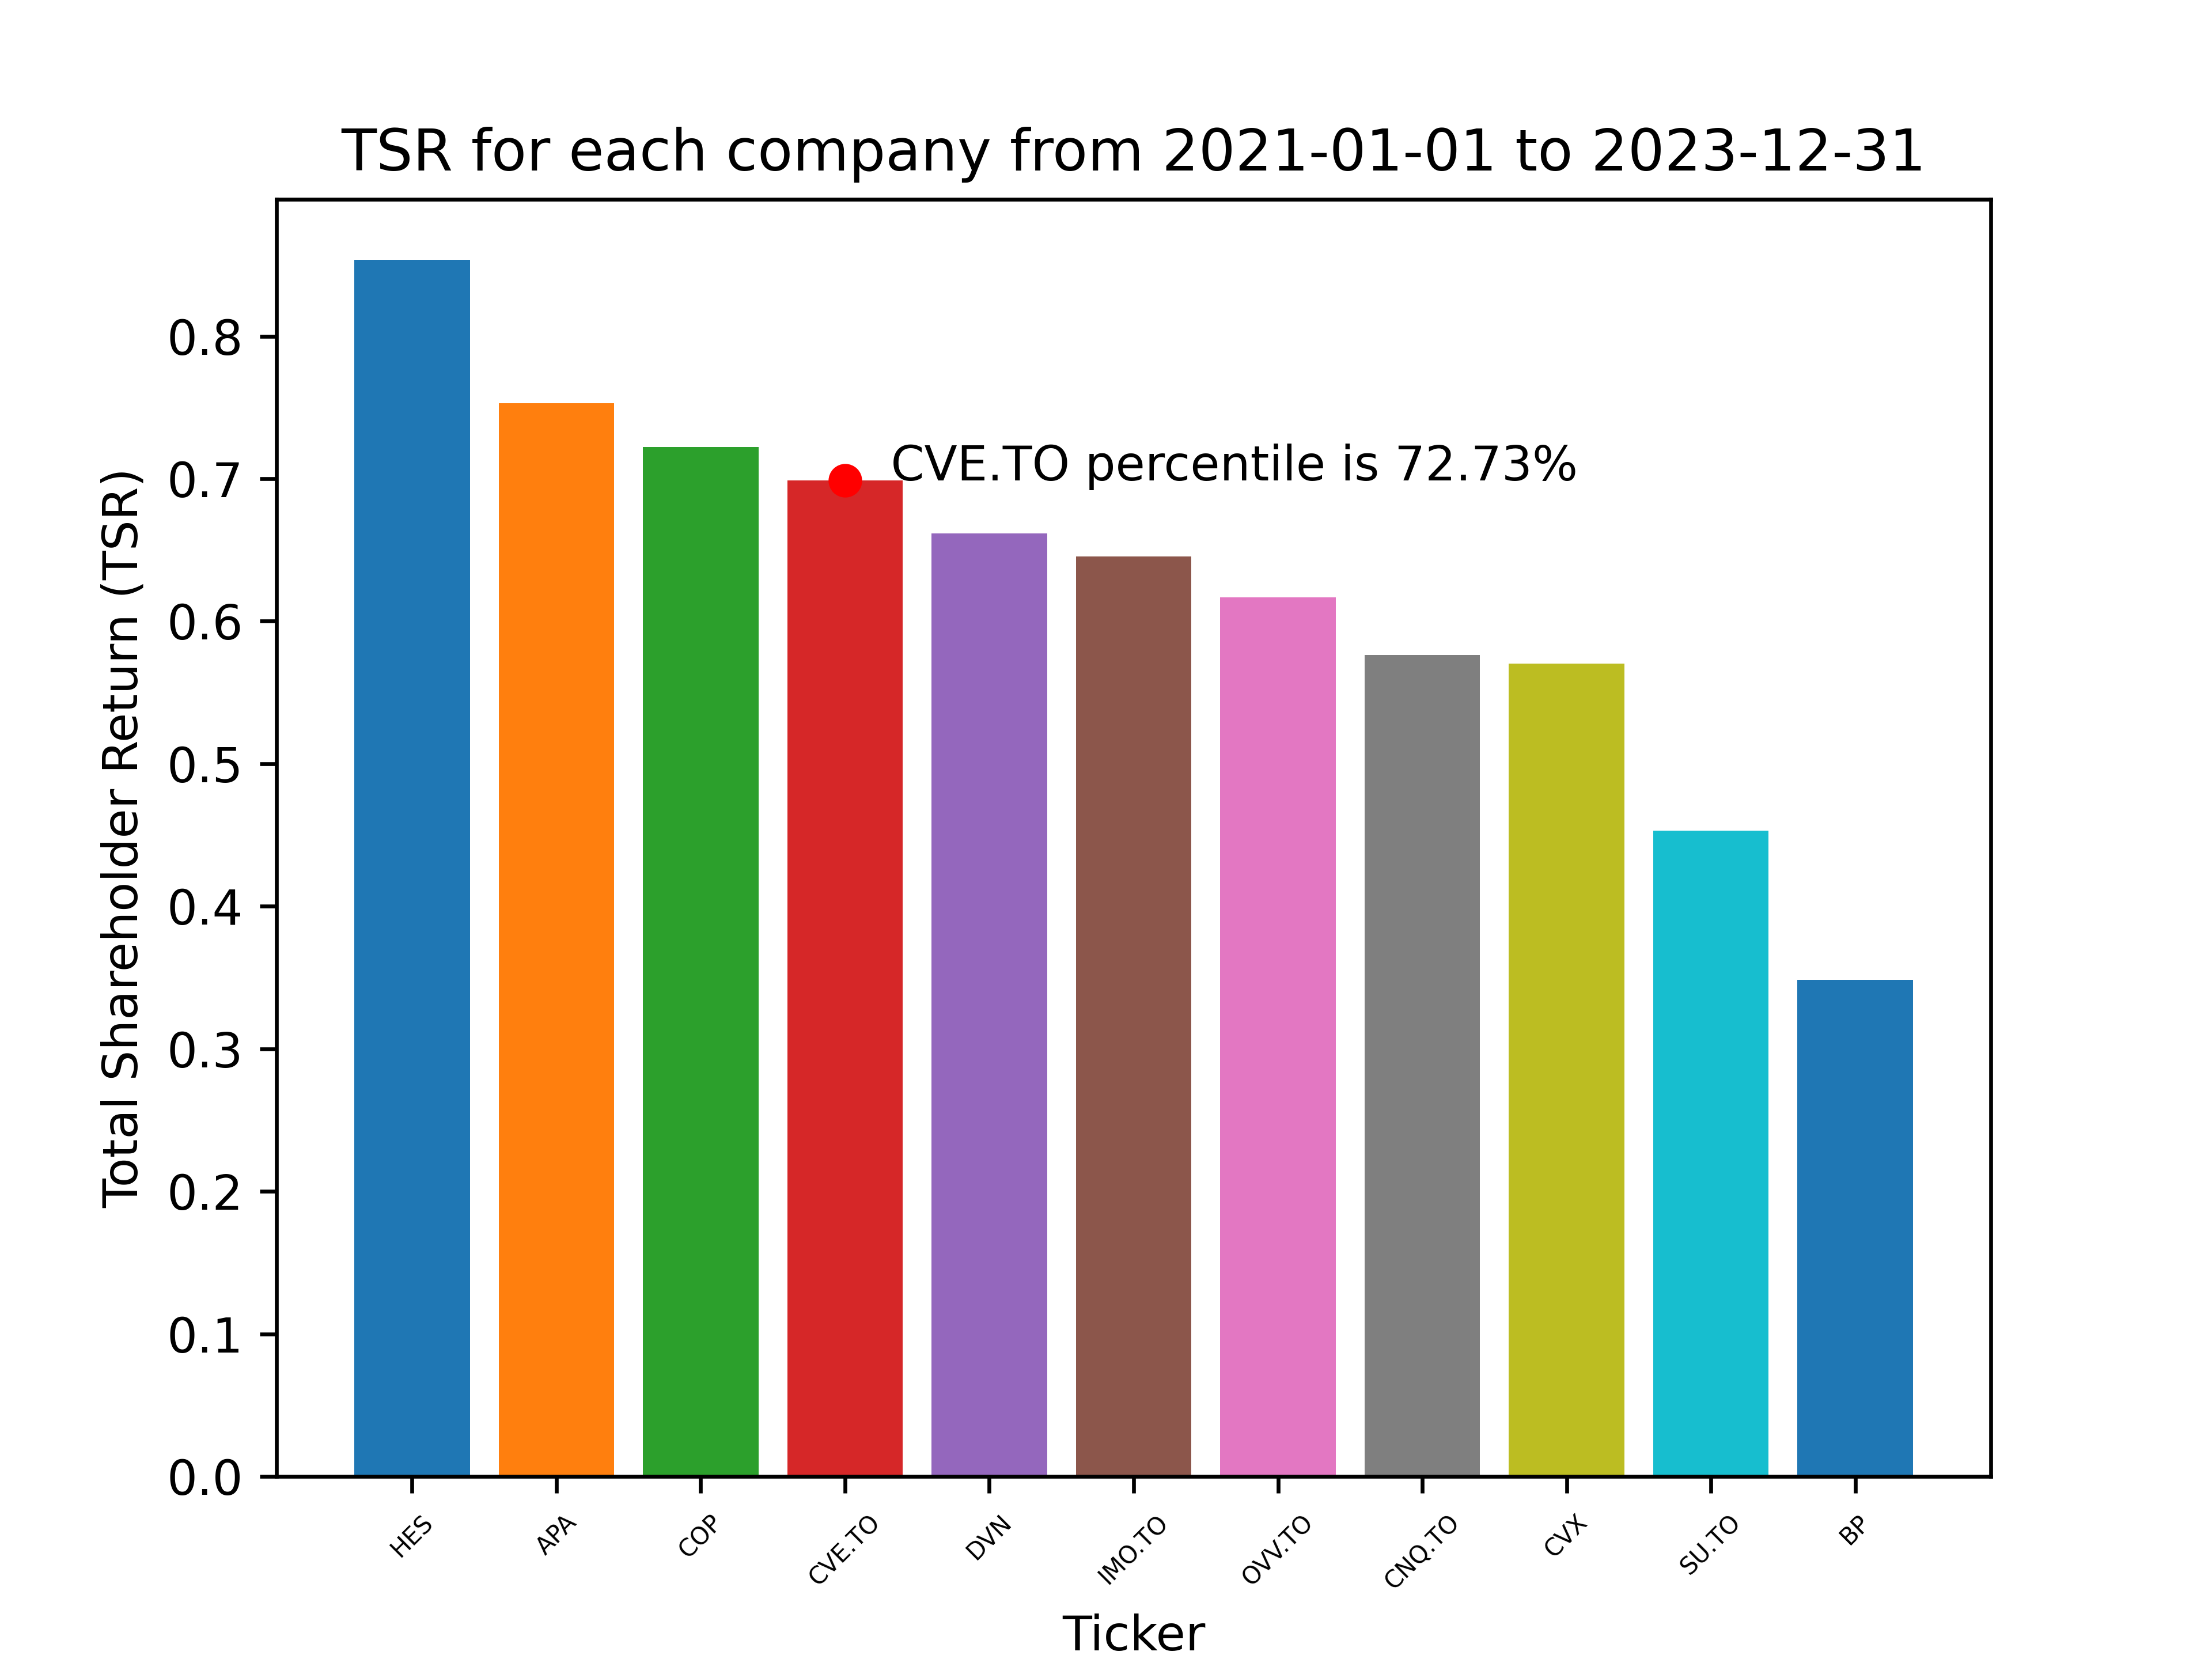 TSR for each company from 2021-01-01 to 2023-12-31
Total Shareholder Return (TSR)
0.8
0.7
0.6
0.5
0.4
0.3
0.2
0.1
0.0
CVE.TO percentile is 72.73%
HES
APA
COP
CVE.TO
DVN
IMO.TO
OVV.TO
CNQ.TO
CVX
SU.TO
BP
Ticker